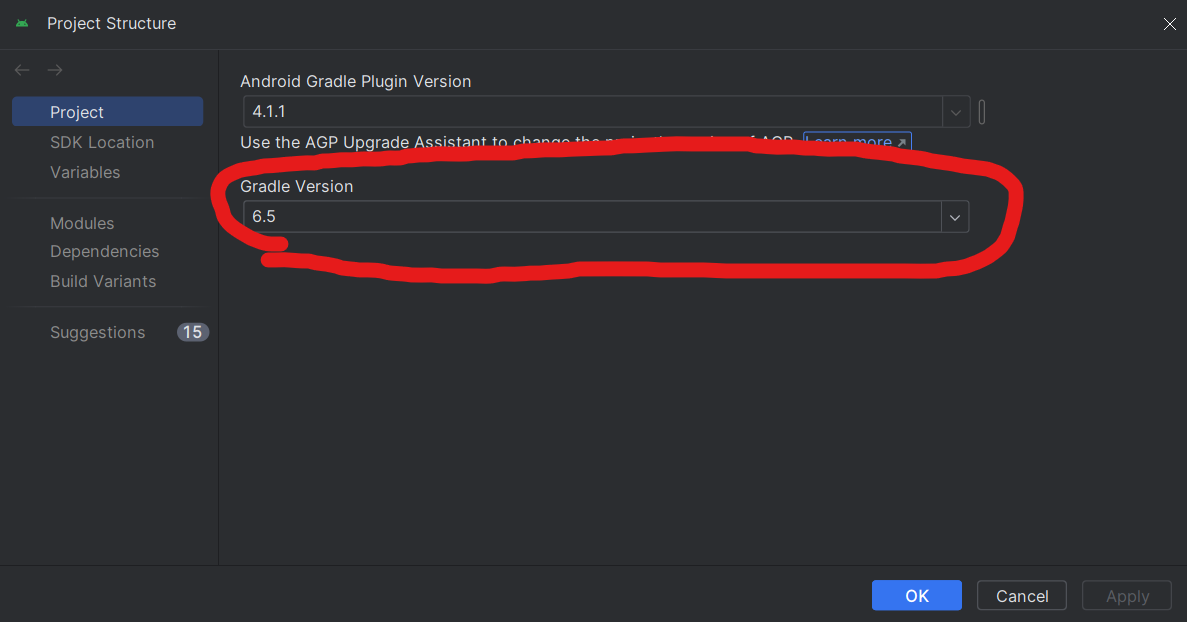 Project Structure
Project
SDK Location
Variables
Modules
Dependencies
Build Variants
Suggestions 15
Android Gradle Plugin Version
4.1.1
Use the AGP Upgrade Assistant to change the project's version of AGP. Learn more
Gradle Version
6.5
OK
Cancel
Apply